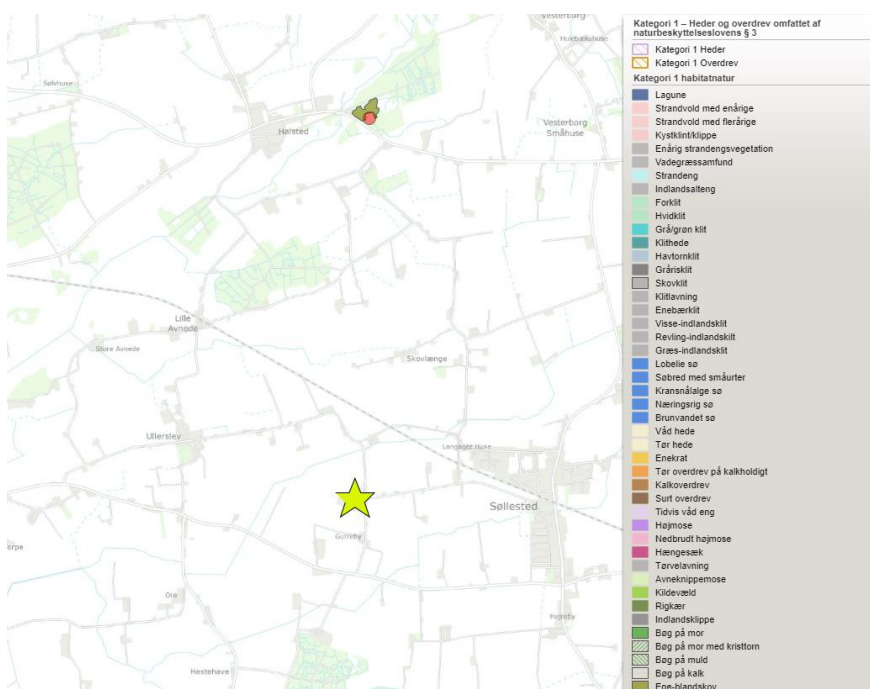 Vesterborg
Hulebækshuse
Sølvhuse
Halsted
Vesterborg
Småhuse
Lille
Avnede
Store Avnede
Skovlænge
Ullerslev
Langager Huse
Søllested
Gurreby
orpe
Oså
Højreby
Hestehave
Kategori 1 – Heder og overdrev omfattet af
naturbeskyttelseslovens § 3
Kategori 1 Heder
Kategori 1 Overdrev
Kategori 1 habitatnatur
Lagune
Strandvold med enårige
Strandvold med flerårige
Kystklint/klippe
Enårig strandengsvegetation
Vadegræssamfund
Strandeng
Indlandsalteng
Forklit
Hvidklit
Grå/grøn klit
Klithede
Havtornklit
Grårisklit
Skovklit
Klitlavning
Enebærklit
Visse-indlandsklit
Revling-indlandskilt
Græs-indlandsklit
Lobelie sø
Søbred med småurter
Kransnålalge sø
Næringsrig sø
Brunvandet sø
Våd hede
Tør hede
Enekrat
Tør overdrev på kalkholdigt
Kalkoverdrev
Surt overdrev
Tidvis våd eng
Højmose
Nedbrudt højmose
Hængesæk
Tørvelavning
Avneknippemose
Kildevæld
Rigkær
Indlandsklippe
Bøg på mor
Bøg på mor med kristtorn
Bøg på muld
Bøg på kalk
Ege-blandskov